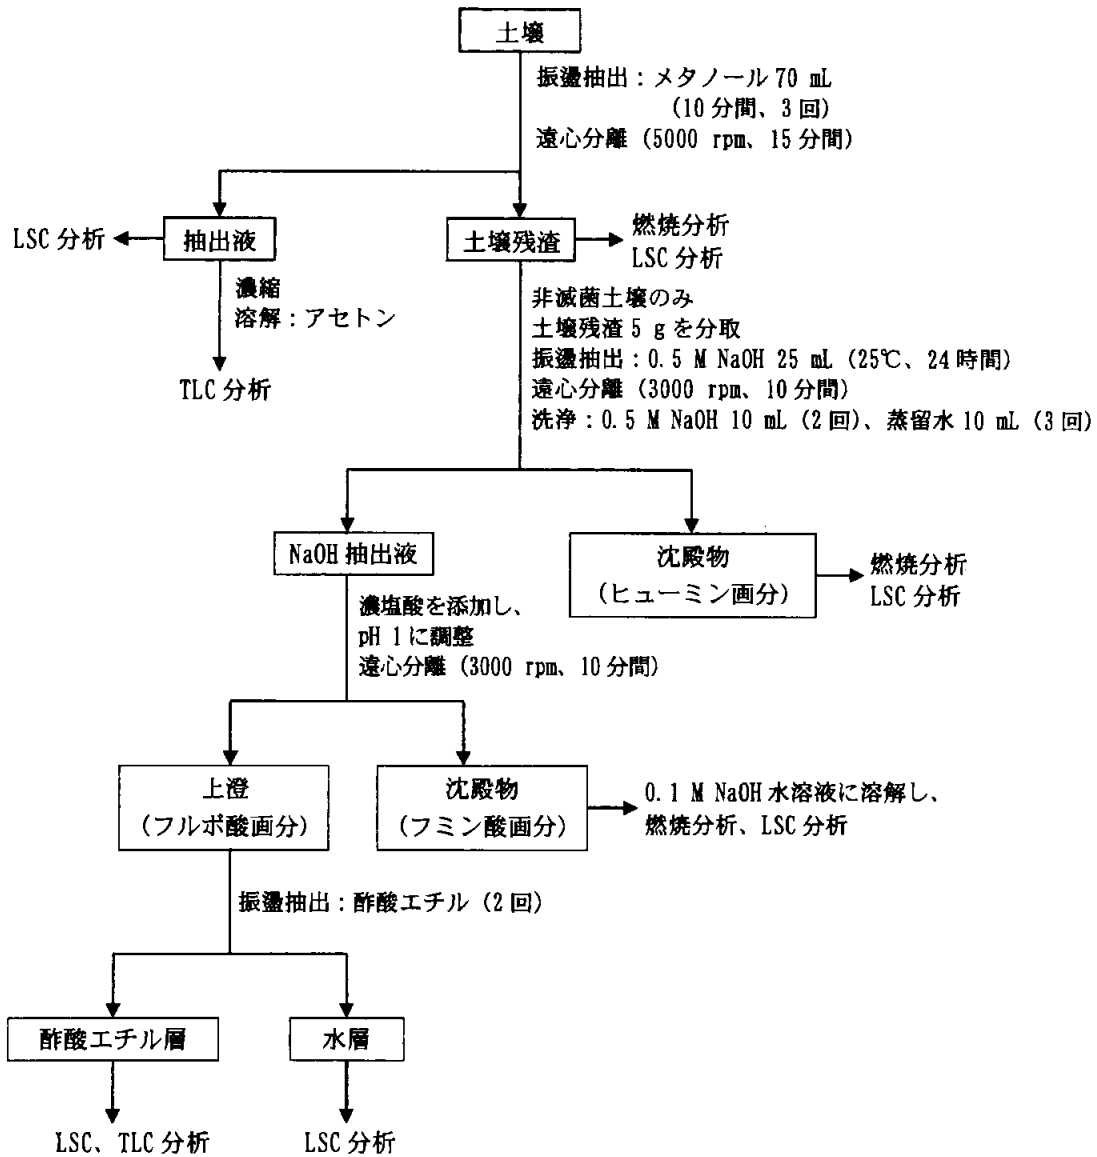 土壌
振盪抽出：メタノール 70 mL
(10 分間、3 回)
遠心分離 (5000 rpm、15 分間)
LSC 分析
抽出液
土壌残渣
燃焼分析
LSC 分析
濃縮
溶解：アセトン
TLC 分析
非滅菌土壌のみ
土壌残渣 5 g を分取
振盪抽出：0.5 M NaOH 25 mL (25℃、24 時間)
遠心分離 (3000 rpm、10 分間)
洗浄：0.5 M NaOH 10 mL (2 回)、蒸留水 10 mL (3 回)
NaOH 抽出液
沈殿物
(ヒューミン画分)
燃焼分析
LSC 分析
濃塩酸を添加し、
pH 1 に調整
遠心分離 (3000 rpm、10 分間)
上澄
(フルボ酸画分)
沈殿物
(フミン酸画分)
0.1 M NaOH 水溶液に溶解し、
燃焼分析、LSC 分析
振盪抽出：酢酸エチル (2 回)
酢酸エチル層
水層
LSC、TLC 分析
LSC 分析